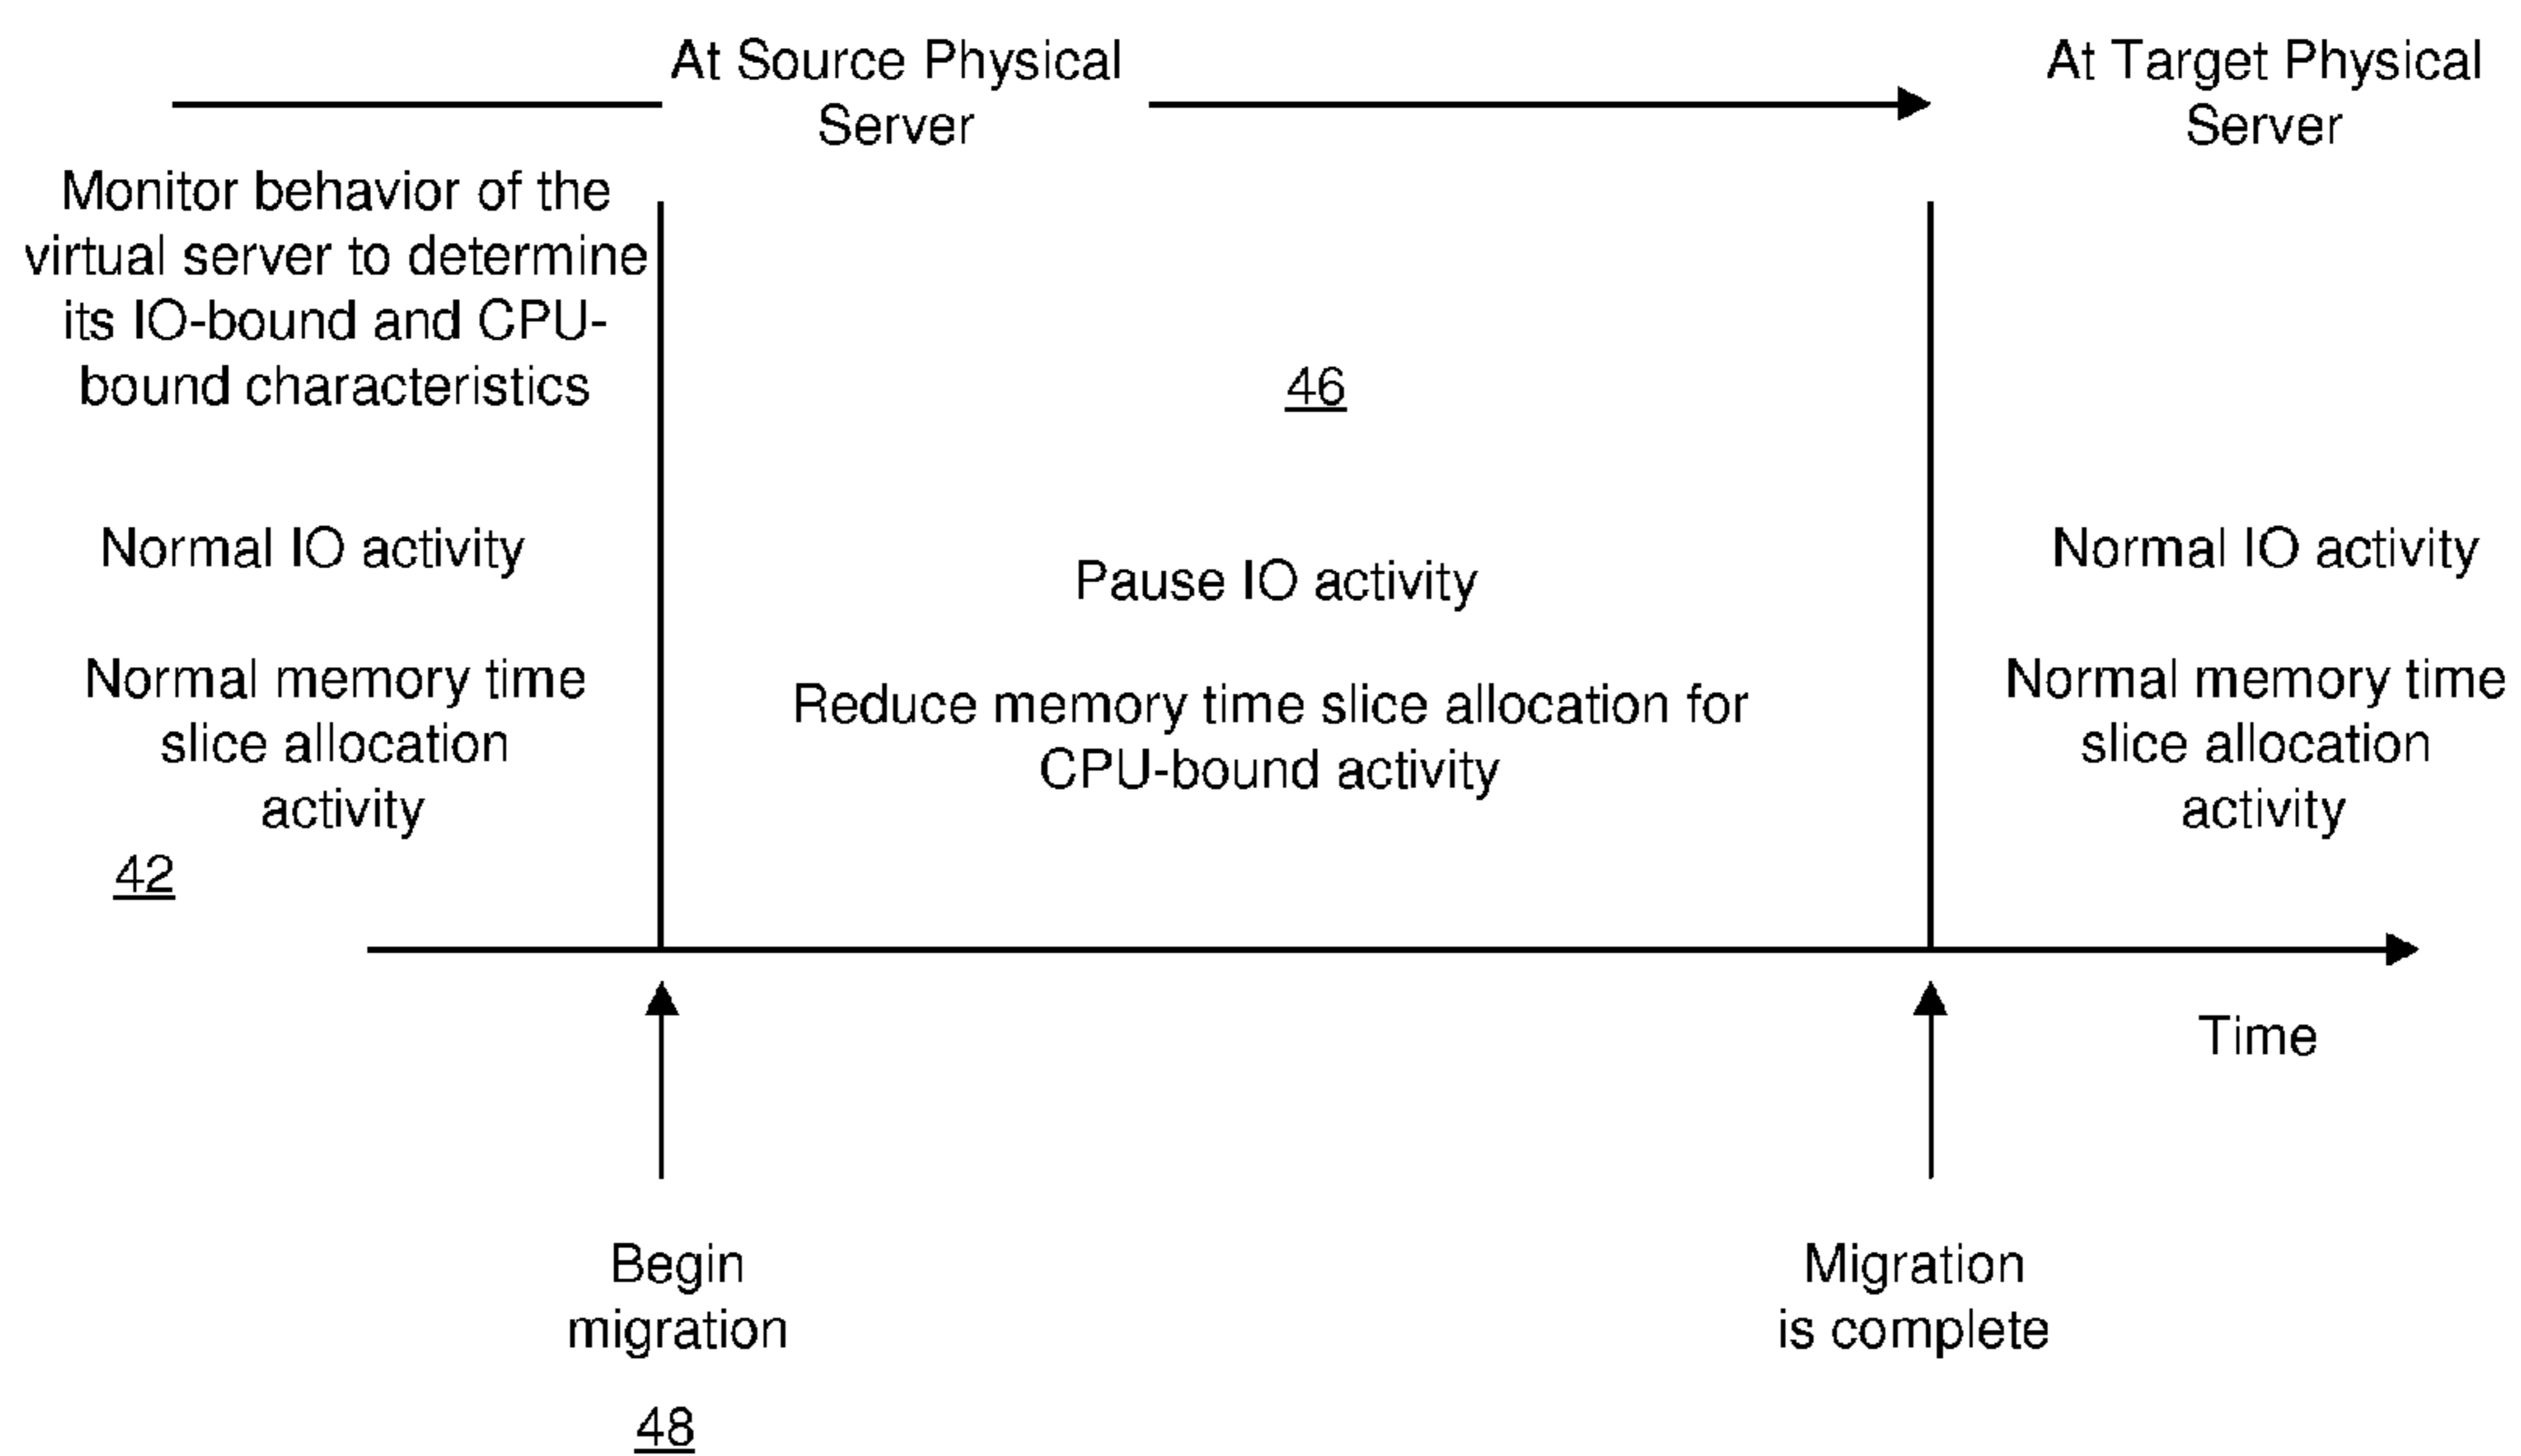 At Source Physical
Server
At Target Physical
Server
Monitor behavior of the
virtual server to determine
its IO-bound and CPU-
bound characteristics
Normal IO activity
Normal memory time
slice allocation
activity
42
46
Pause IO activity
Reduce memory time slice allocation for
CPU-bound activity
Normal IO activity
Normal memory time
slice allocation
activity
Time
Begin
migration
48
Migration
is complete